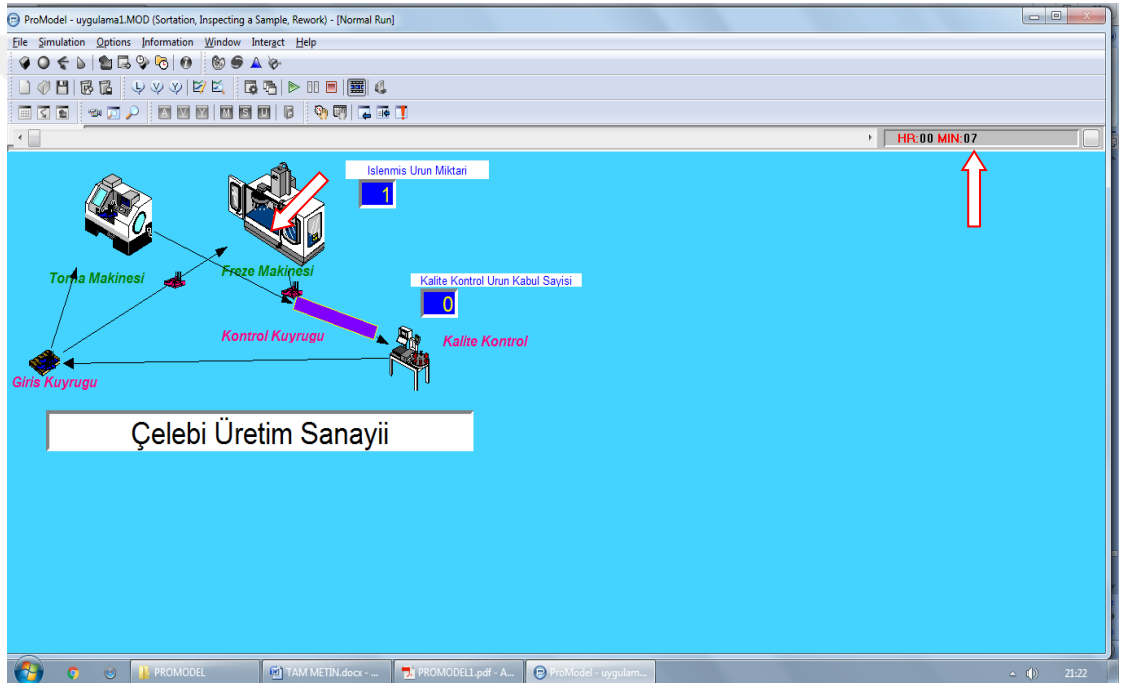 ProModel - uygulama1.MOD (Sortation, Inspecting a Sample, Rework) - [Normal Run]
File Simulation Options Information Window Interact Help
HR:00 MIN:07
Islenmis Urun Miktari
1
Torna Makinesi
Freze Makinesi
Kalite Kontrol Urun Kabul Sayisi
0
Kontrol Kuyrugu
Kalite Kontrol
Giris Kuyrugu
Çelebi Üretim Sanayii
PROMODEL
TAM METİN.docx - ...
PROMODEL1.pdf - A...
ProModel - uygulam...
21:22